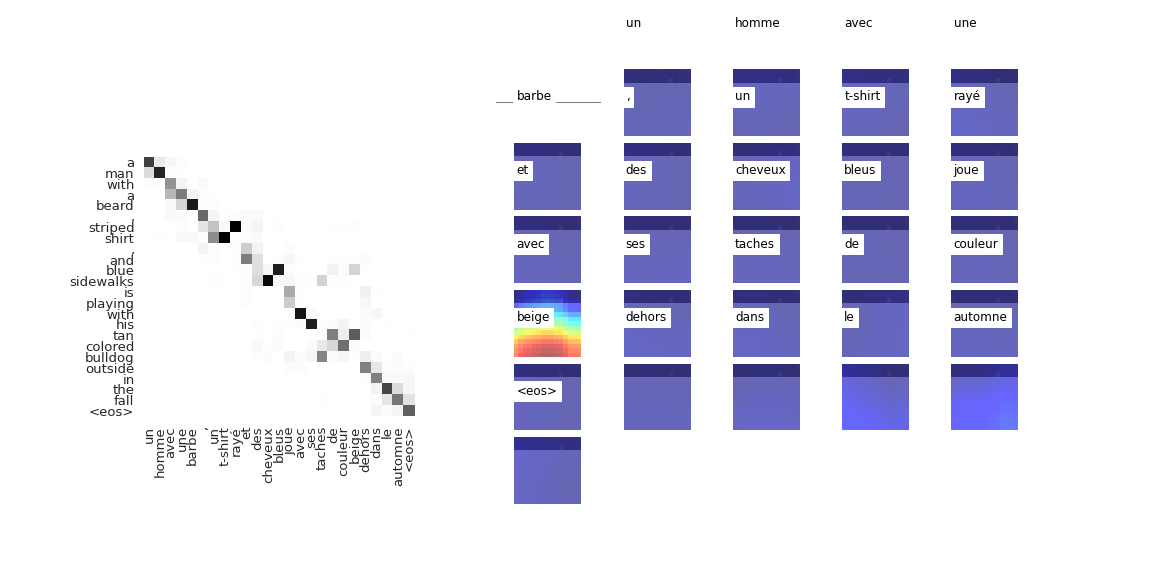 un homme avec une
barbe , un t-shirt rayé
et des cheveux bleus joue
avec ses taches de couleur
beige dehors dans le automne
<eos>
a
man
with
a
beard
,
striped
shirt
,
and
blue
sidewalks
is
playing
with
his
tan
colored
bulldog
outside
in
the
fall
<eos>
un
homme
avec
une
barbe
,
un
t-shirt
rayé
et
des
cheveux
bleus
joue
avec
ses
taches
de
couleur
beige
dehors
dans
le
automne
<eos>